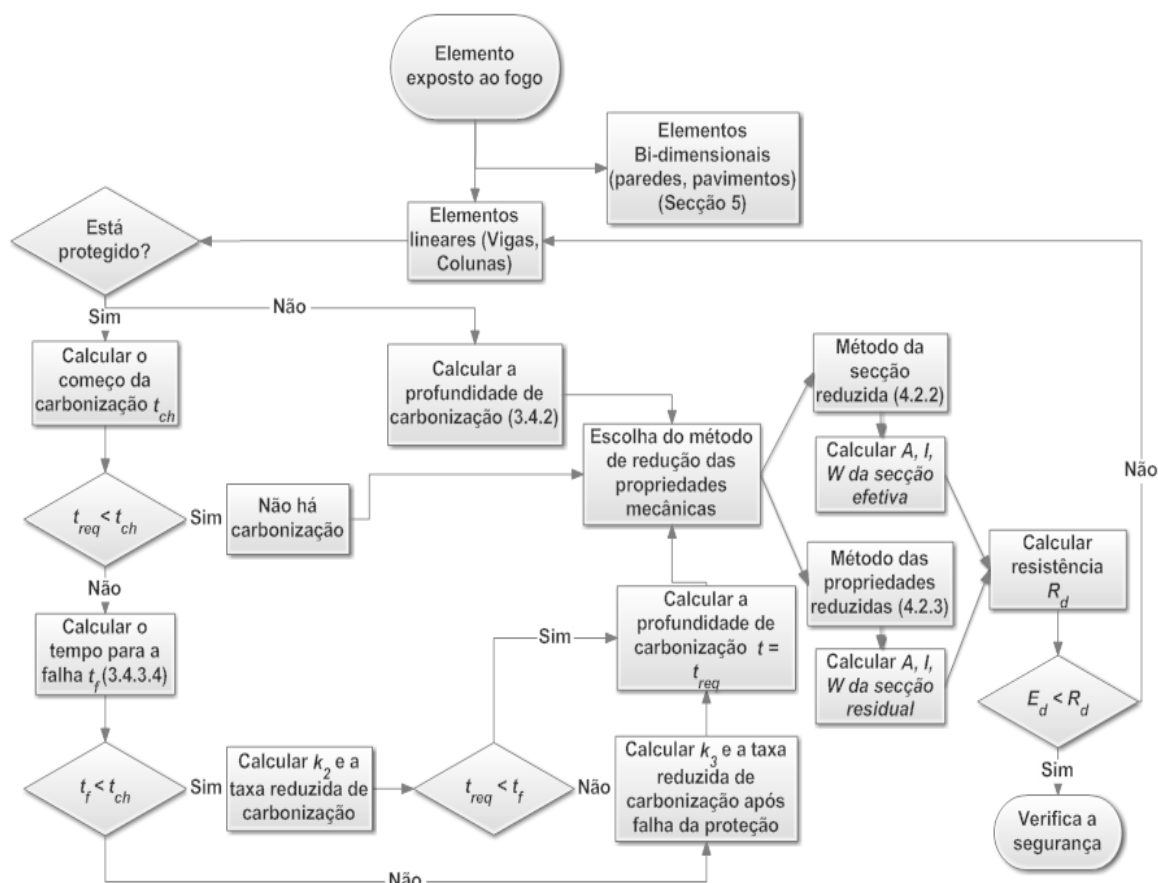 Elemento
exposto ao fogo
Elementos
Bi-dimensionais
(paredes, pavimentos)
(Secção 5)
Elementos
lineares (Vigas,
Colunas)
Está
protegido?
Sim
Não
Calcular o
começo da
carbonização t_ch
Calcular a
profundidade de
carbonização (3.4.2)
Método da
secção
reduzida (4.2.2)
Escolha do método
de redução das
propriedades
mecânicas
Calcular A, I,
W da secção
efetiva
Não
t_req < t_ch
Sim
Não há
carbonização
Não
Calcular o
tempo para a
falha t_f (3.4.3.4)
Sim
Calcular a
profundidade de
carbonização t =
t_req
Método das
propriedades
reduzidas (4.2.3)
Calcular A, I,
W da secção
residual
Calcular
resistência
R_d
E_d < R_d
t_f < t_ch
Sim
Calcular k_2 e a
taxa reduzida de
carbonização
t_req < t_f
Não
Calcular k_3 e a taxa
reduzida de
carbonização após
falha da proteção
Sim
Verifica a
segurança
Não